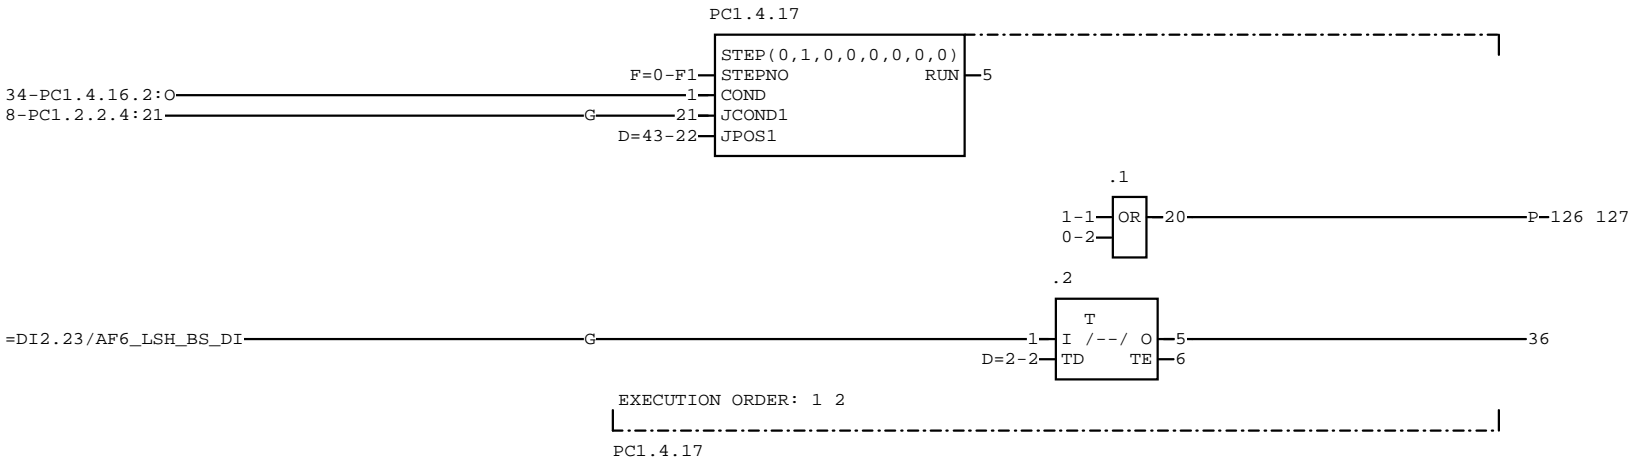 PC1.4.17
STEP(0,1,0,0,0,0,0,0)
F=0-F1 STEPNO RUN 5
34-PC1.4.16.2:O 1 COND
8-PC1.2.2.4:21 G 21 JCOND1
D=43-22 JPOS1
.1
1-1 OR 20 P-126 127
0-2
.2
T
=DI2.23/AF6_LSH_BS_DI G 1 I /--/ O 5 36
D=2-2 TD TE 6
EXECUTION ORDER: 1 2
PC1.4.17